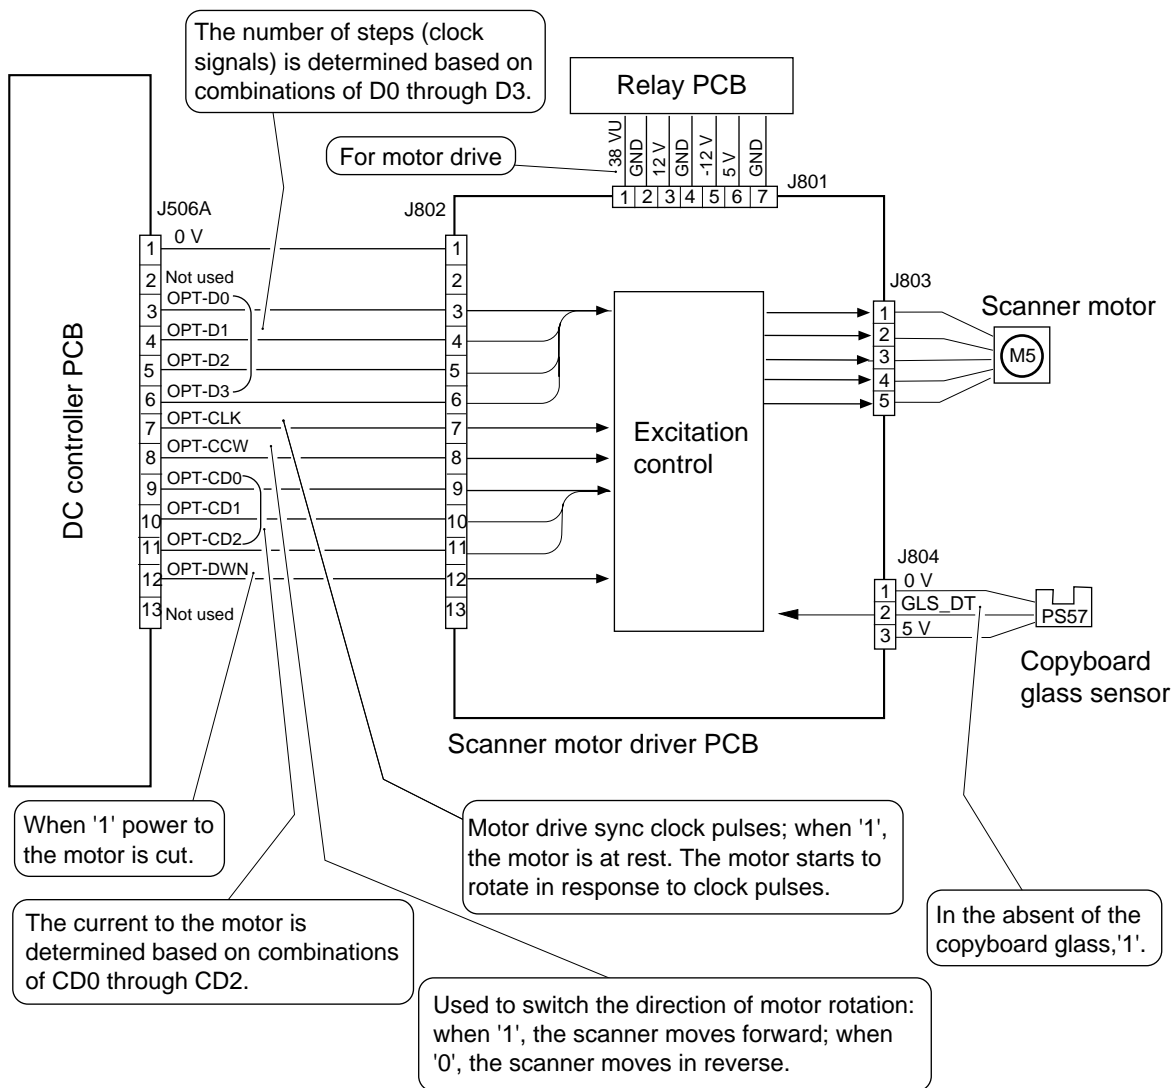 The number of steps (clock
signals) is determined based on
combinations of D0 through D3.
Relay PCB
For motor drive
38 VU
GND
12 V
GND
-12 V
5 V
GND
J801
1 2 3 4 5 6 7
DC controller PCB
J506A
J802
0 V
Not used
OPT-D0
OPT-D1
OPT-D2
OPT-D3
OPT-CLK
OPT-CCW
OPT-CD0
OPT-CD1
OPT-CD2
OPT-DWN
Not used
1
2
3
4
5
6
7
8
9
10
11
12
13
1
2
3
4
5
6
7
8
9
10
11
12
13
Excitation
control
J803
1
2
3
4
5
Scanner motor
M5
J804
1
2
3
0 V
GLS_DT
5 V
PS57
Copyboard
glass sensor
Scanner motor driver PCB
When '1' power to
the motor is cut.
Motor drive sync clock pulses; when '1',
the motor is at rest. The motor starts to
rotate in response to clock pulses.
The current to the motor is
determined based on combinations
of CD0 through CD2.
In the absent of the
copyboard glass,'1'.
Used to switch the direction of motor rotation:
when '1', the scanner moves forward; when
'0', the scanner moves in reverse.